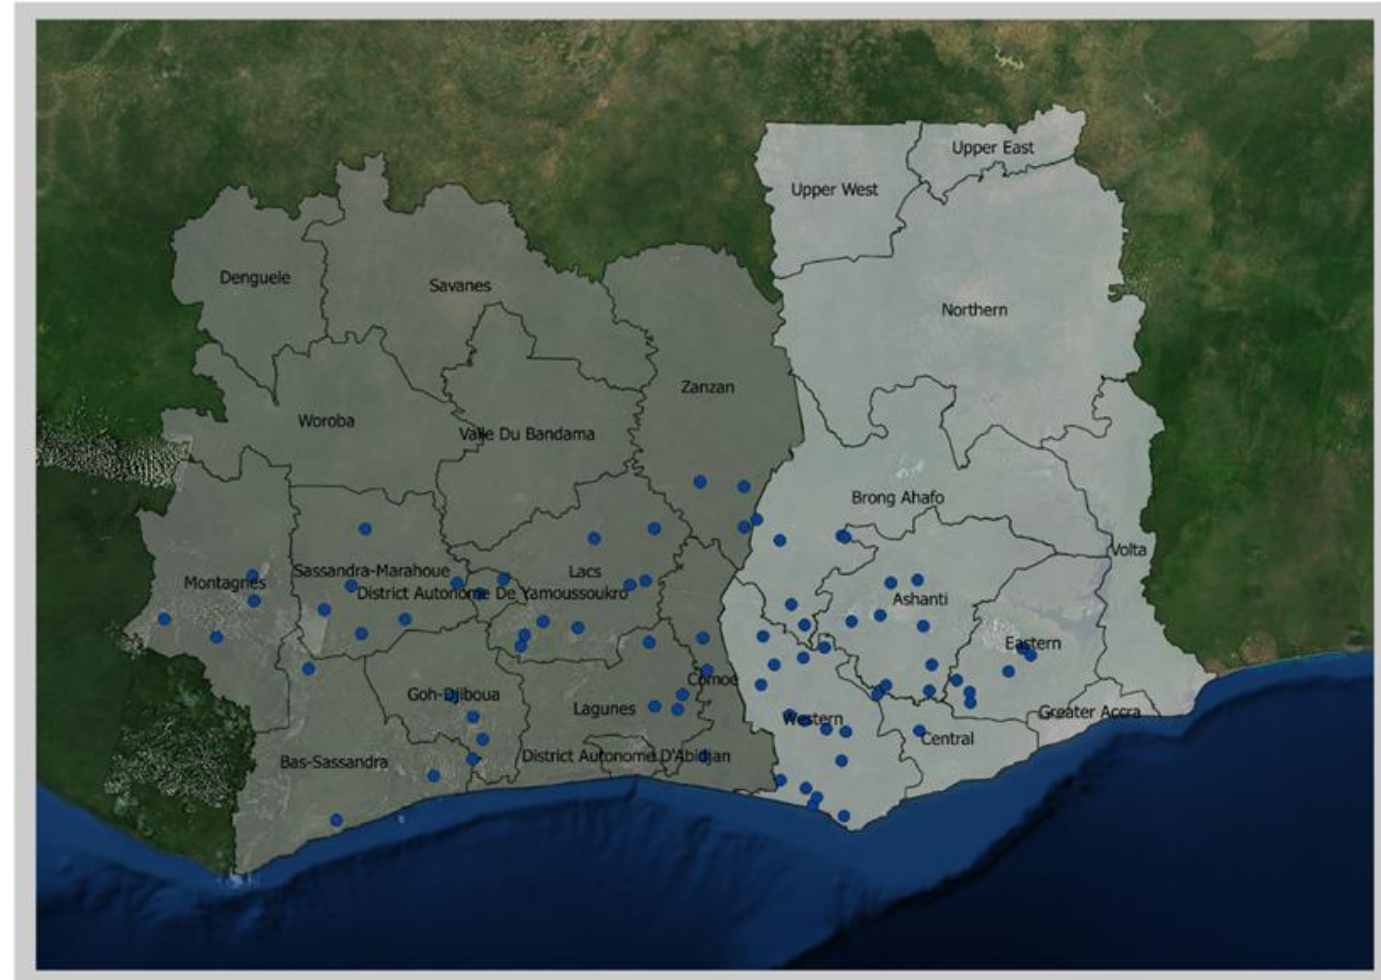 Upper East
Upper West
Denguele
Savanes
Northern
Zanzan
Woroba
Valle Du Bandama
Brong Ahafo
Volta
Sassandra-Marahoue
Lacs
Montagnes
District Autonome De Yamoussoukro
Ashanti
Eastern
Comoe
Goh-Djiboua
Lagunes
Western
Greater Accra
Central
District Autonome D'Abidjan
Bas-Sassandra